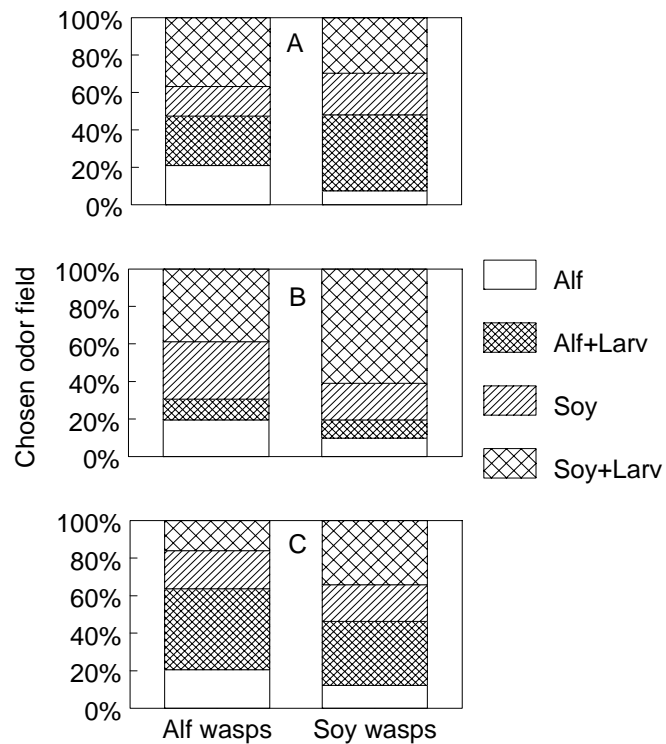 Chosen odor field
100%
80%
60%
40%
20%
0%
A
100%
80%
60%
40%
20%
0%
B
100%
80%
60%
40%
20%
0%
C
Alf wasps Soy wasps
Alf
Alf+Larv
Soy
Soy+Larv